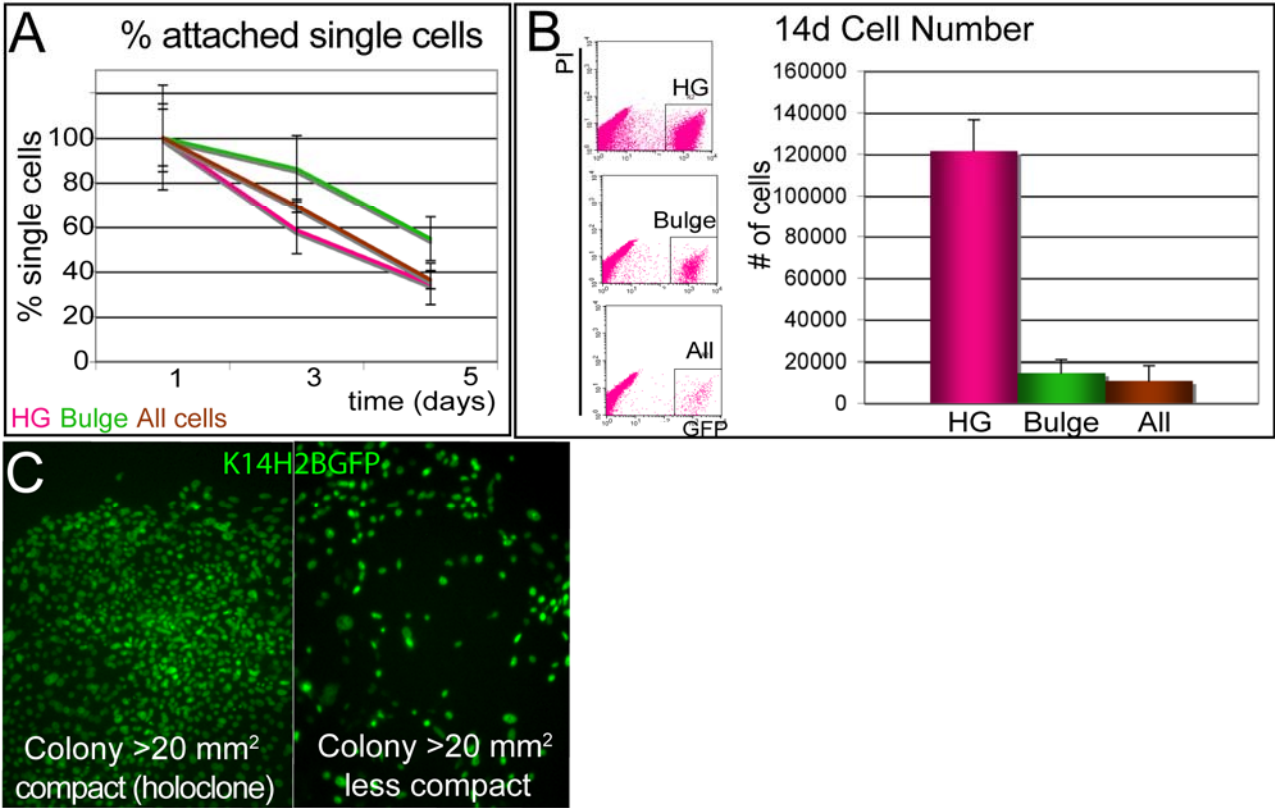 A
% attached single cells
% single cells
100
80
60
40
20
0
1 3 5
time (days)
HG Bulge All cells
B
14d Cell Number
PI
HG
Bulge
All
GFP
# of cells
160000
140000
120000
100000
80000
60000
40000
20000
0
HG Bulge All
C
K14H2BGFP
Colony >20 mm²
compact (holoclone)
Colony >20 mm²
less compact